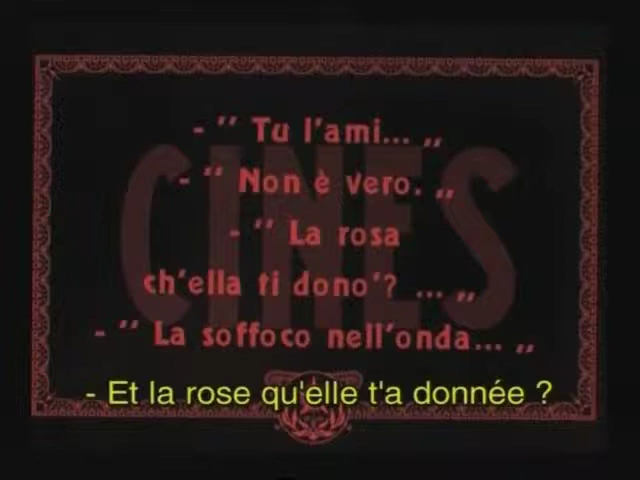 - " Tu l'ami... „
- " Non è vero. „
- " La rosa
ch'ella ti dono'? ... „
- " La soffoco nell'onda... „
CINES
- Et la rose qu'elle t'a donnée ?